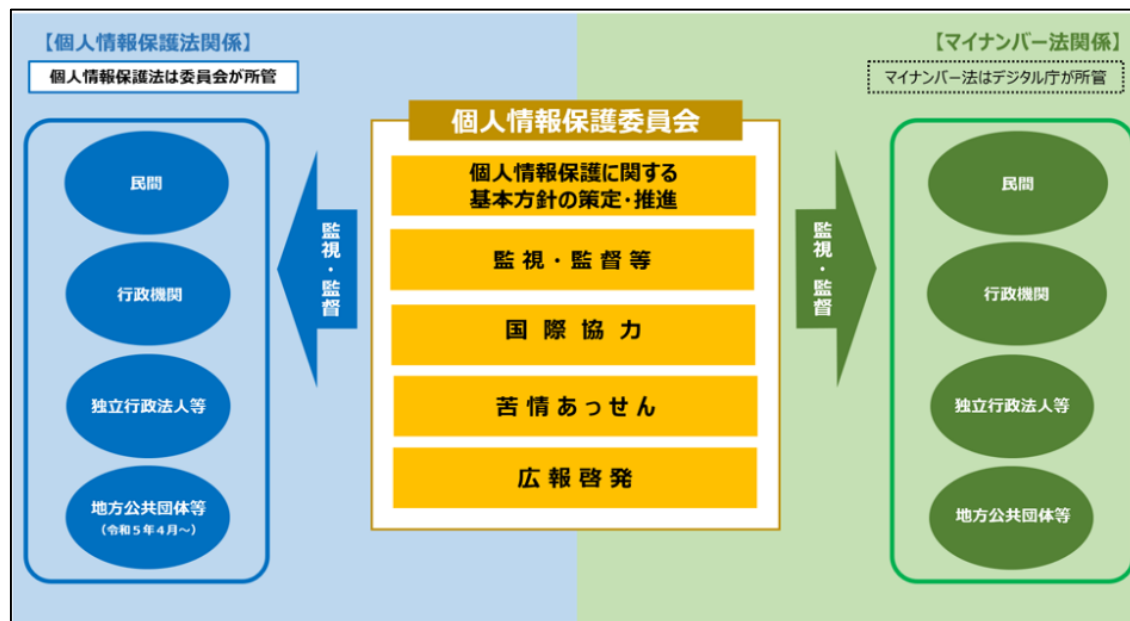 【個人情報保護法関係】
個人情報保護法は委員会が所管
民間
行政機関
独立行政法人等
地方公共団体等
（令和5年4月～）
監視・監督
個人情報保護委員会
個人情報保護に関する
基本方針の策定・推進
監視・監督等
国際協力
苦情あっせん
広報啓発
監視・監督
【マイナンバー法関係】
マイナンバー法はデジタル庁が所管
民間
行政機関
独立行政法人等
地方公共団体等